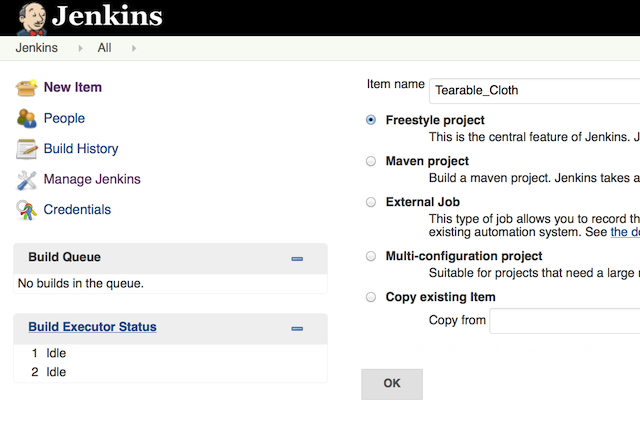 Jenkins
Jenkins All
New Item
People
Build History
Manage Jenkins
Credentials
Build Queue
No builds in the queue.
Build Executor Status
1 Idle
2 Idle
Item name Tearable_Cloth
Freestyle project
This is the central feature of Jenkins. J
Maven project
Build a maven project. Jenkins takes a
External Job
This type of job allows you to record th
existing automation system. See the do
Multi-configuration project
Suitable for projects that need a large
Copy existing Item
Copy from
OK